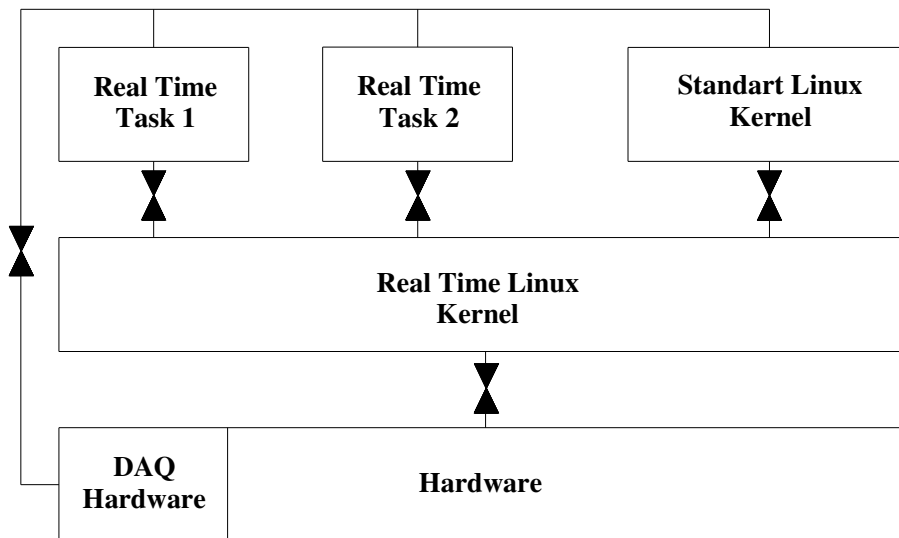 Real Time
Task 1
Real Time
Task 2
Standart Linux
Kernel
Real Time Linux
Kernel
DAQ
Hardware
Hardware